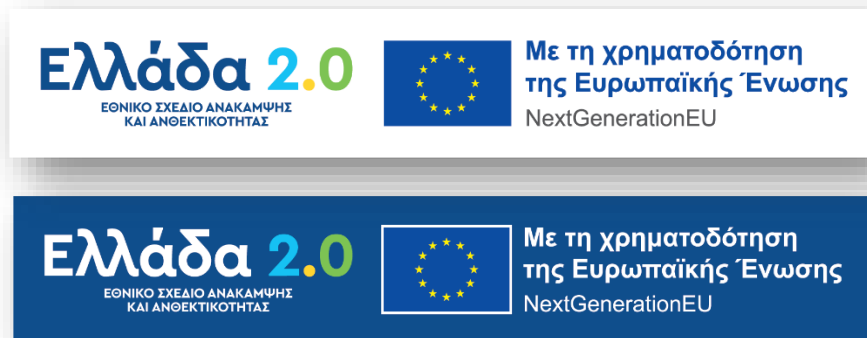 Ελλάδα 2.0
ΕΘΝΙΚΟ ΣΧΕΔΙΟ ΑΝΑΚΑΜΨΗΣ
ΚΑΙ ΑΝΘΕΚΤΙΚΟΤΗΤΑΣ
Με τη χρηματοδότηση
της Ευρωπαϊκής Ένωσης
NextGenerationEU
Ελλάδα 2.0
ΕΘΝΙΚΟ ΣΧΕΔΙΟ ΑΝΑΚΑΜΨΗΣ
ΚΑΙ ΑΝΘΕΚΤΙΚΟΤΗΤΑΣ
Με τη χρηματοδότηση
της Ευρωπαϊκής Ένωσης
NextGenerationEU